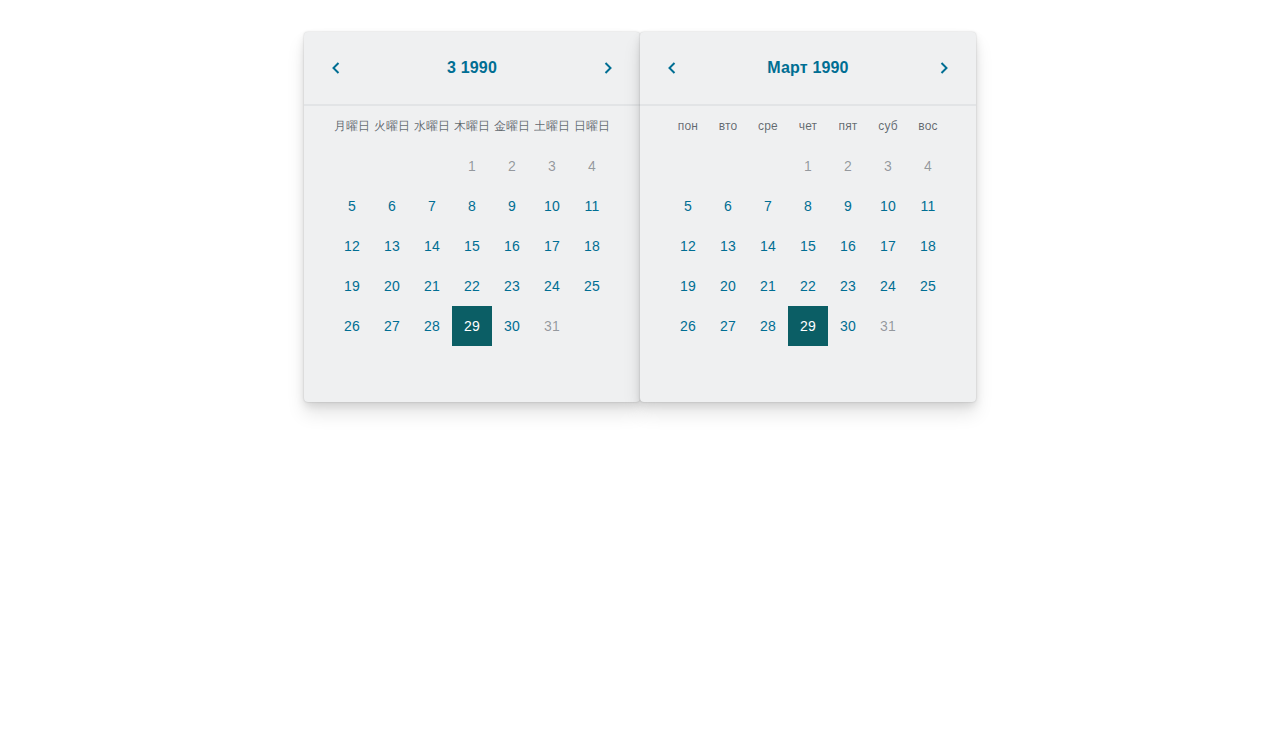 3 1990
月曜日 火曜日 水曜日 木曜日 金曜日 土曜日 日曜日
1 2 3 4
5 6 7 8 9 10 11
12 13 14 15 16 17 18
19 20 21 22 23 24 25
26 27 28 29 30 31
Март 1990
пон вто сре чет пят суб вос
1 2 3 4
5 6 7 8 9 10 11
12 13 14 15 16 17 18
19 20 21 22 23 24 25
26 27 28 29 30 31